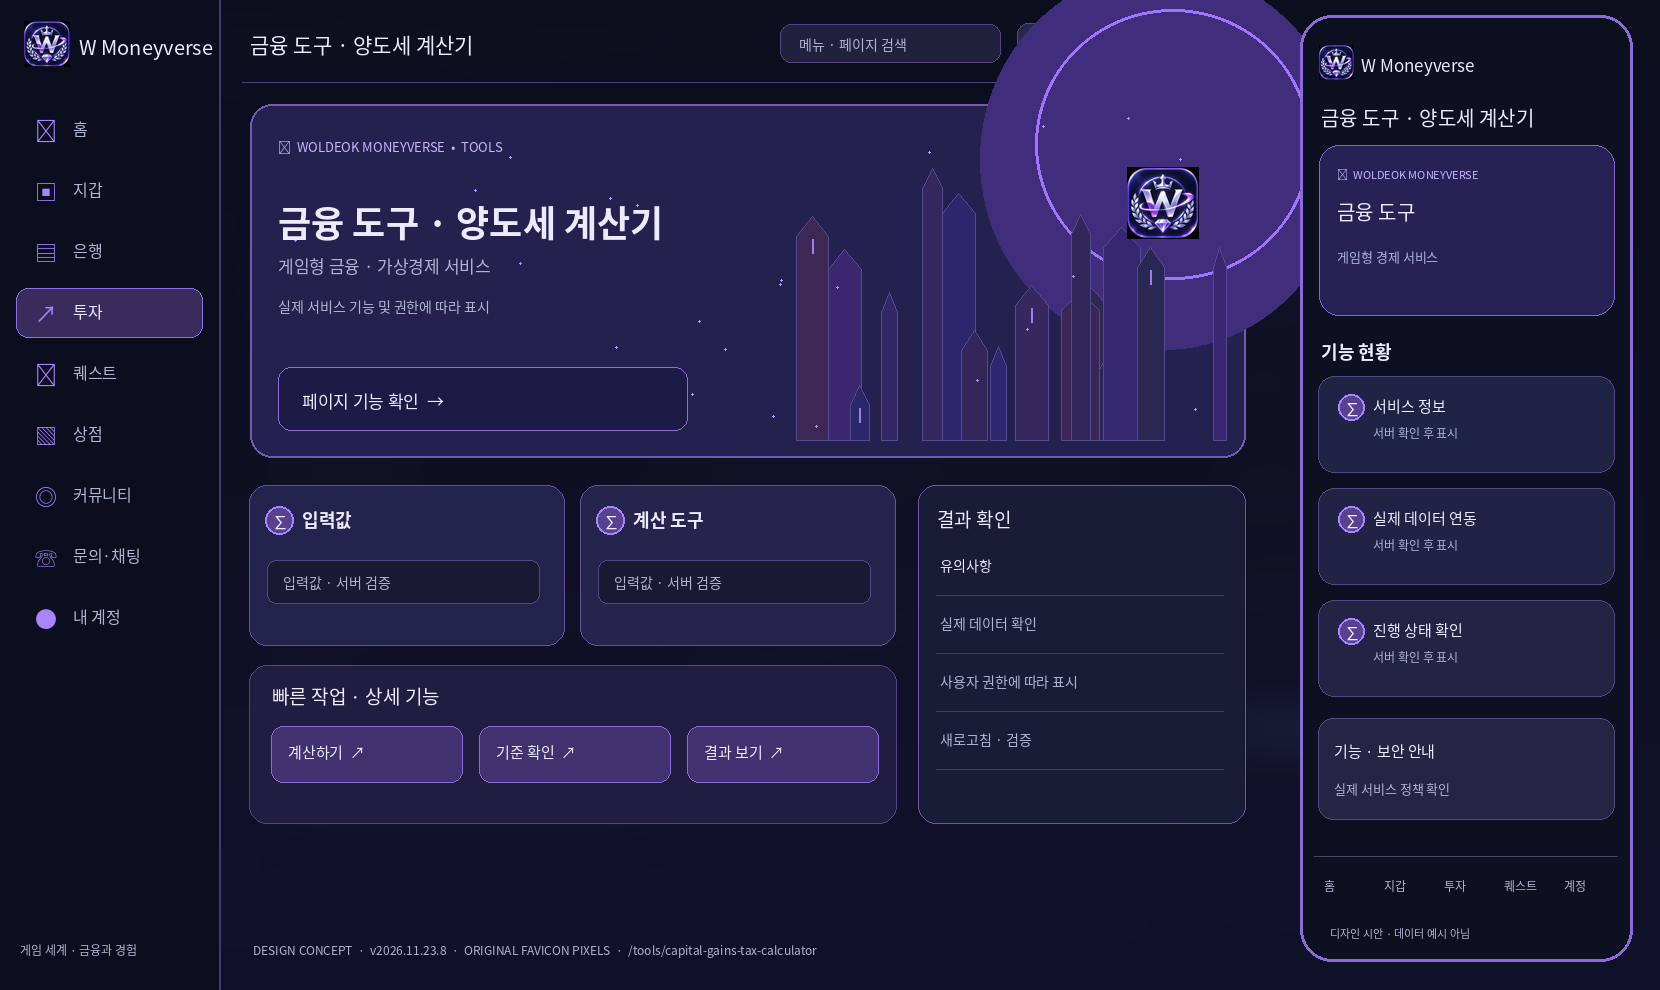 W Moneyverse
홈
지갑
은행
투자
퀘스트
상점
커뮤니티
문의·채팅
내 계정
게임 세계 · 금융과 경험
금융 도구 · 양도세 계산기
메뉴 · 페이지 검색
WOLDEOK MONEYVERSE • TOOLS
금융 도구 · 양도세 계산기
게임형 금융 · 가상경제 서비스
실제 서비스 기능 및 권한에 따라 표시
페이지 기능 확인 →
W
∑ 입력값
입력값 · 서버 검증
∑ 계산 도구
입력값 · 서버 검증
결과 확인
유의사항
실제 데이터 확인
사용자 권한에 따라 표시
새로고침 · 검증
빠른 작업 · 상세 기능
계산하기 ↗
기준 확인 ↗
결과 보기 ↗
DESIGN CONCEPT · v2026.11.23.8 · ORIGINAL FAVICON PIXELS · /tools/capital-gains-tax-calculator
W Moneyverse
금융 도구 · 양도세 계산기
WOLDEOK MONEYVERSE
금융 도구
게임형 경제 서비스
기능 현황
∑ 서비스 정보
서버 확인 후 표시
∑ 실제 데이터 연동
서버 확인 후 표시
∑ 진행 상태 확인
서버 확인 후 표시
기능 · 보안 안내
실제 서비스 정책 확인
홈 지갑 투자 퀘스트 계정
디자인 시안 · 데이터 예시 아님